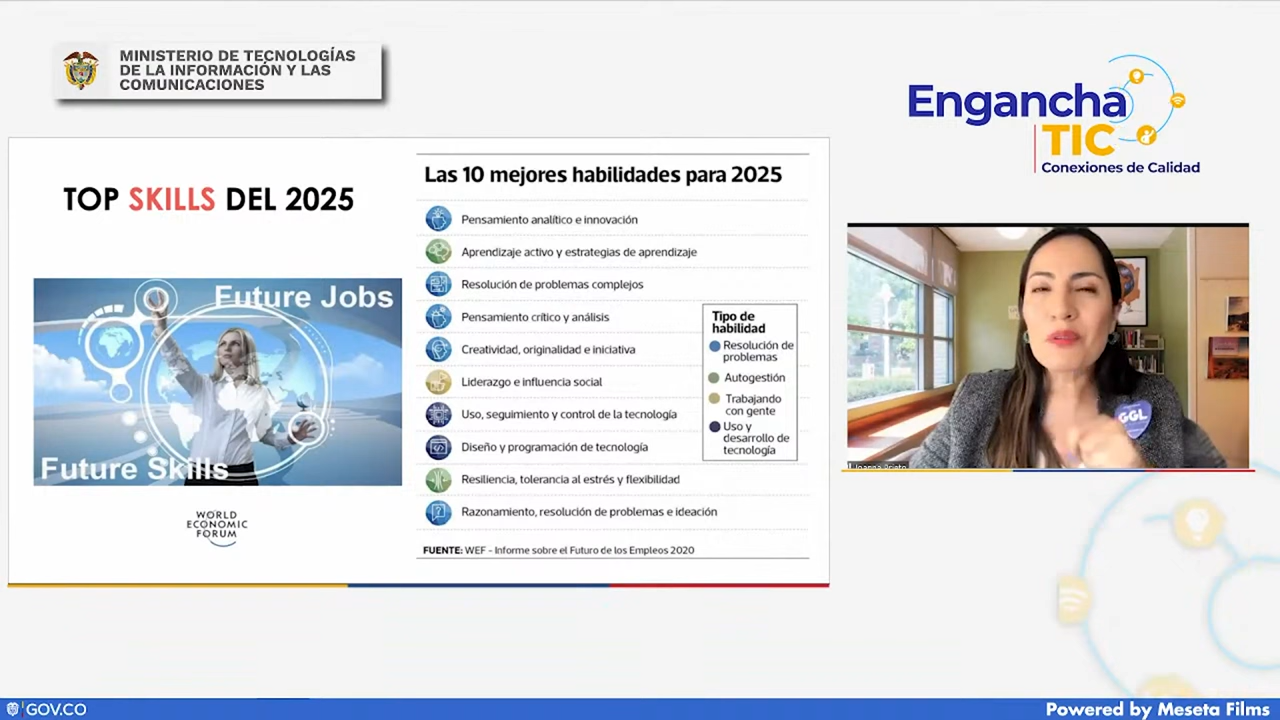 MINISTERIO DE TECNOLOGÍAS
DE LA INFORMACIÓN Y LAS
COMUNICACIONES
Engancha
TIC
Conexiones de Calidad
TOP SKILLS DEL 2025
Future Jobs
Future Skills
WORLD
ECONOMIC
FORUM
Las 10 mejores habilidades para 2025
Pensamiento analítico e innovación
Aprendizaje activo y estrategias de aprendizaje
Resolución de problemas complejos
Pensamiento crítico y análisis
Creatividad, originalidad e iniciativa
Liderazgo e influencia social
Uso, seguimiento y control de la tecnología
Diseño y programación de tecnología
Resiliencia, tolerancia al estrés y flexibilidad
Razonamiento, resolución de problemas e ideación
Tipo de
habilidad
Resolución de
problemas
Autogestión
Trabajando
con gente
Uso y
desarrollo de
tecnología
FUENTE: WEF - Informe sobre el Futuro de los Empleos 2020
GGL
GOV.CO
Powered by Meseta Films